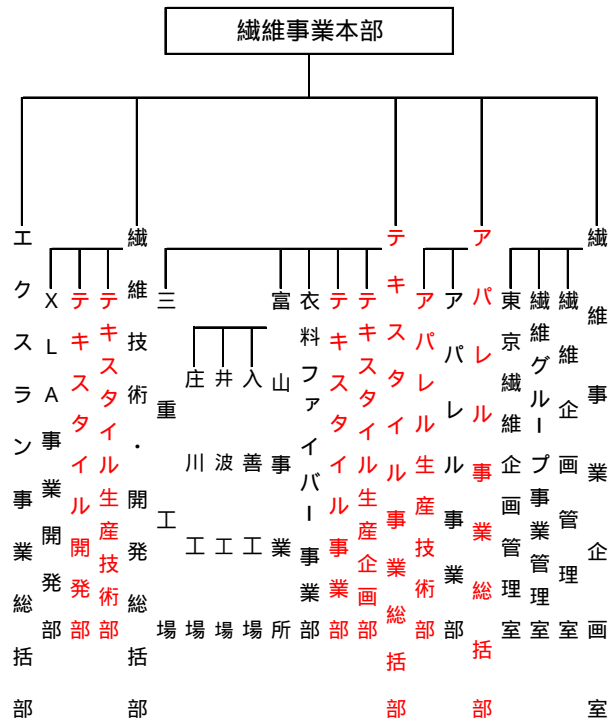 繊維事業本部
繊維事業企画室
繊維企画管理室
繊維グループ事業管理室
東京繊維企画管理室
アパレル事業総括部
アパレル事業部
アパレル生産技術部
テキスタイル事業総括部
テキスタイル生産企画部
テキスタイル事業部
衣料ファイバー事業部
富山事業所
入善工場
井波工場
庄川工場
三重工場
繊維技術・開発総括部
テキスタイル生産技術部
テキスタイル開発部
XLA事業開発部
エクスラン事業総括部